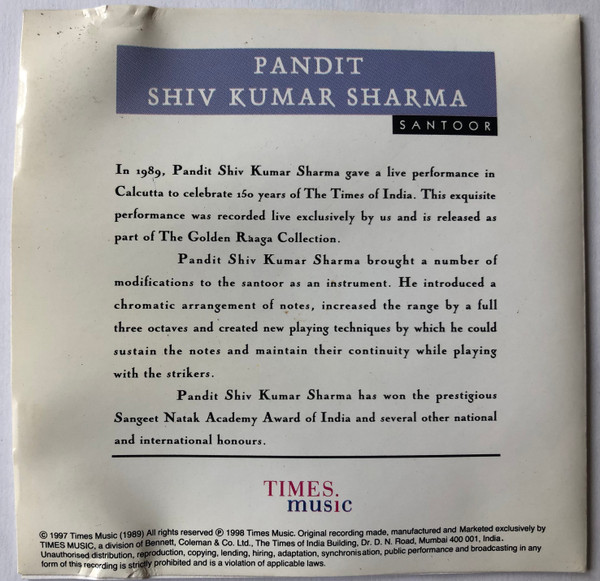 PANDIT
SHIV KUMAR SHARMA
SANTOOR
In 1989, Pandit Shiv Kumar Sharma gave a live performance in
Calcutta to celebrate 150 years of The Times of India. This exquisite
performance was recorded live exclusively by us and is released as
part of The Golden Raaga Collection.
Pandit Shiv Kumar Sharma brought a number of
modifications to the santoor as an instrument. He introduced a
chromatic arrangement of notes, increased the range by a full
three octaves and created new playing techniques by which he could
sustain the notes and maintain their continuity while playing
with the strikers.
Pandit Shiv Kumar Sharma has won the prestigious
Sangeet Natak Academy Award of India and several other national
and international honours.
TIMES.
music
© 1997 Times Music (1989) All rights reserved ℗ 1998 Times Music. Original recording made, manufactured and Marketed exclusively by
TIMES MUSIC, a division of Bennett, Coleman & Co. Ltd., The Times of India Building, Dr. D. N. Road, Mumbai 400 001, India.
Unauthorised distribution, reproduction, copying, lending, hiring, adaptation, synchronisation, public performance and broadcasting in any
form of this recording is strictly prohibited and is a violation of applicable laws.